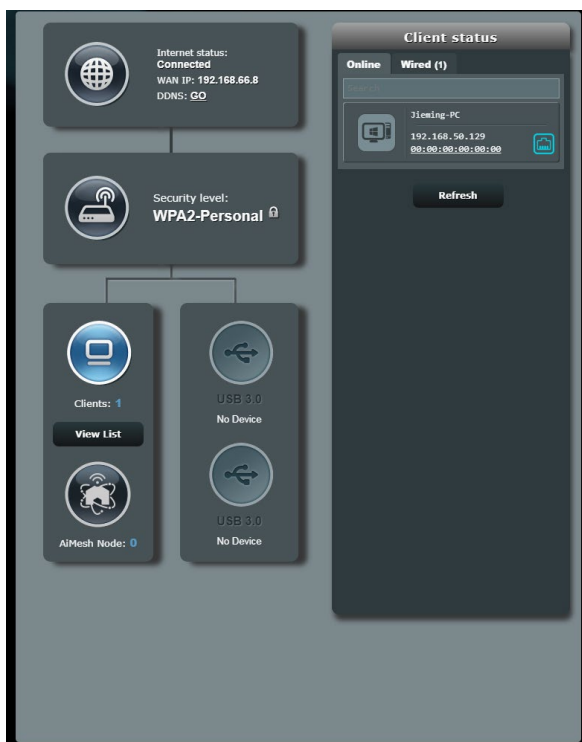 Internet status:
Connected
WAN IP: 192.168.66.8
DDNS: GO
Security level:
WPA2-Personal
Clients: 1
View List
AiMesh Node: 0
USB 3.0
No Device
USB 3.0
No Device
Client status
Online Wired (1)
Search
Jieming-PC
192.168.50.129
00:00:00:00:00:00
Refresh